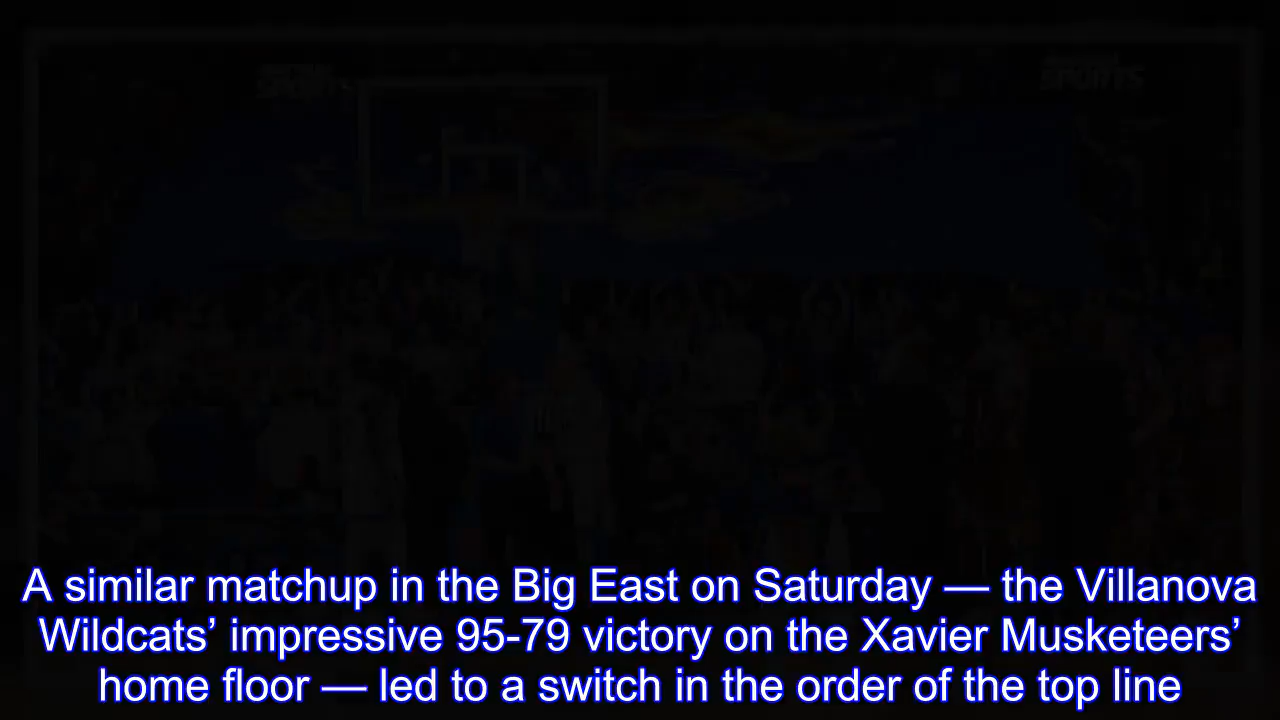 SPORTS
A similar matchup in the Big East on Saturday — the Villanova
Wildcats’ impressive 95-79 victory on the Xavier Musketeers’
home floor — led to a switch in the order of the top line